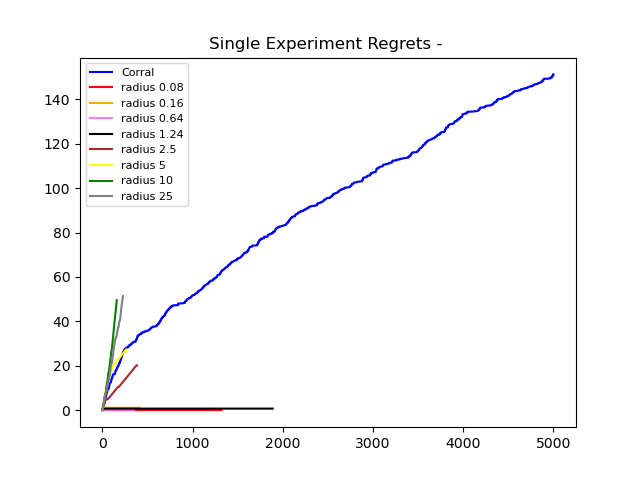 Single Experiment Regrets -
Corral
radius 0.08
radius 0.16
radius 0.64
radius 1.24
radius 2.5
radius 5
radius 10
radius 25
140
120
100
80
60
40
20
0
0 1000 2000 3000 4000 5000